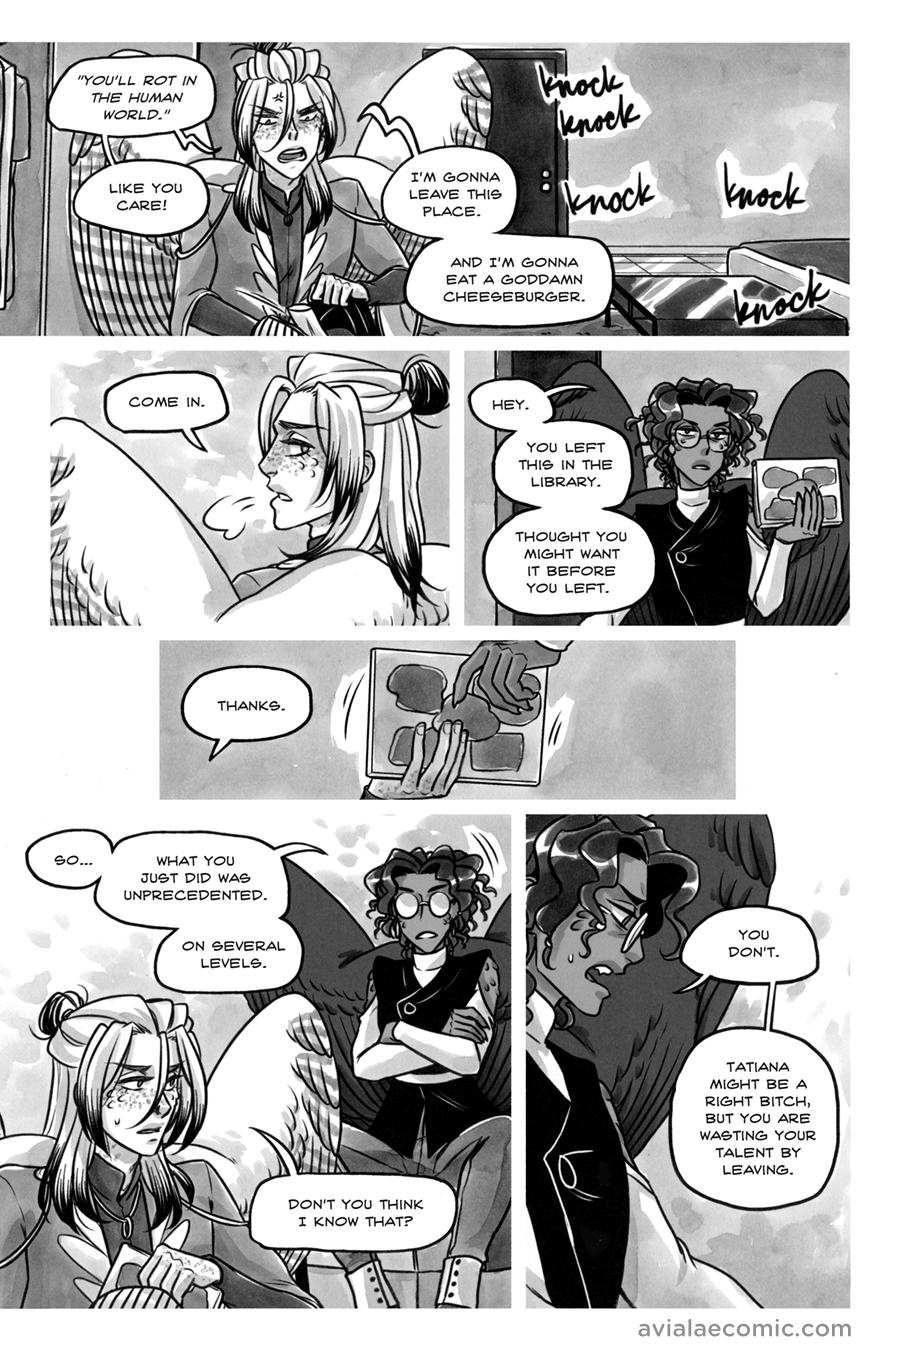 "YOU'LL ROT IN
THE HUMAN
WORLD."
LIKE YOU
CARE!
I'M GONNA
LEAVE THIS
PLACE.
AND I'M GONNA
EAT A GODDAMN
CHEESEBURGER.
knock
knock
knock
knock
knock
COME IN.
HEY.
YOU LEFT
THIS IN THE
LIBRARY.
THOUGHT YOU
MIGHT WANT
IT BEFORE
YOU LEFT.
THANKS.
SO...
WHAT YOU
JUST DID WAS
UNPRECEDENTED.
ON SEVERAL
LEVELS.
DON'T YOU THINK
I KNOW THAT?
YOU
DON'T.
TATIANA
MIGHT BE A
RIGHT BITCH,
BUT YOU ARE
WASTING YOUR
TALENT BY
LEAVING.
avialaecomic.com